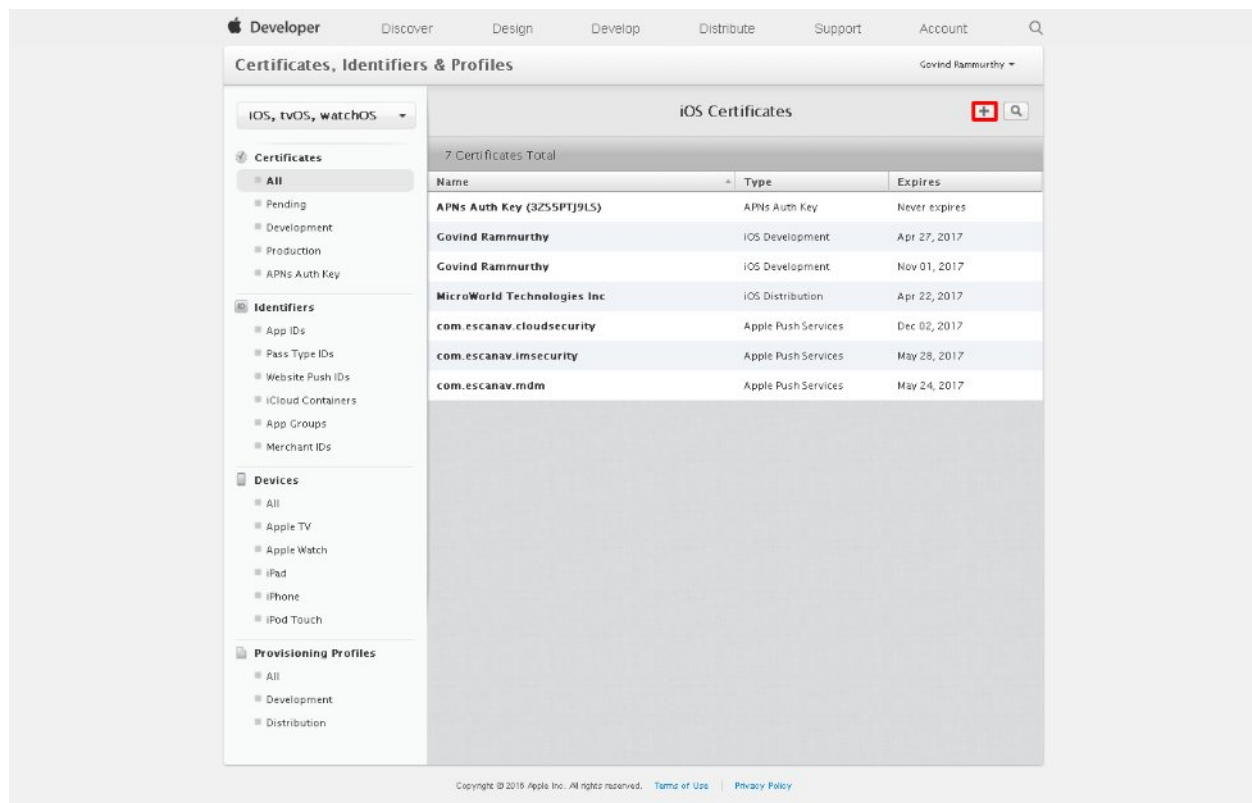 Developer Discover Design Develop Distribute Support Account
Certificates, Identifiers & Profiles Govind Rammurthy
iOS, tvOS, watchOS
Certificates
All
Pending
Development
Production
APNs Auth Key
Identifiers
App IDs
Pass Type IDs
Website Push IDs
iCloud Containers
App Groups
Merchant IDs
Devices
All
Apple TV
Apple Watch
iPad
iPhone
iPod Touch
Provisioning Profiles
All
Development
Distribution
iOS Certificates
7 Certificates Total
Name Type Expires
APNs Auth Key (3ZS5PTJ9LS) APNs Auth Key Never expires
Govind Rammurthy iOS Development Apr 27, 2017
Govind Rammurthy iOS Development Nov 01, 2017
MicroWorld Technologies Inc iOS Distribution Apr 22, 2017
com.escanav.cloudsecurity Apple Push Services Dec 02, 2017
com.escanav.imsecurity Apple Push Services May 28, 2017
com.escanav.mdm Apple Push Services May 24, 2017
Copyright © 2016 Apple Inc. All rights reserved. Terms of Use | Privacy Policy